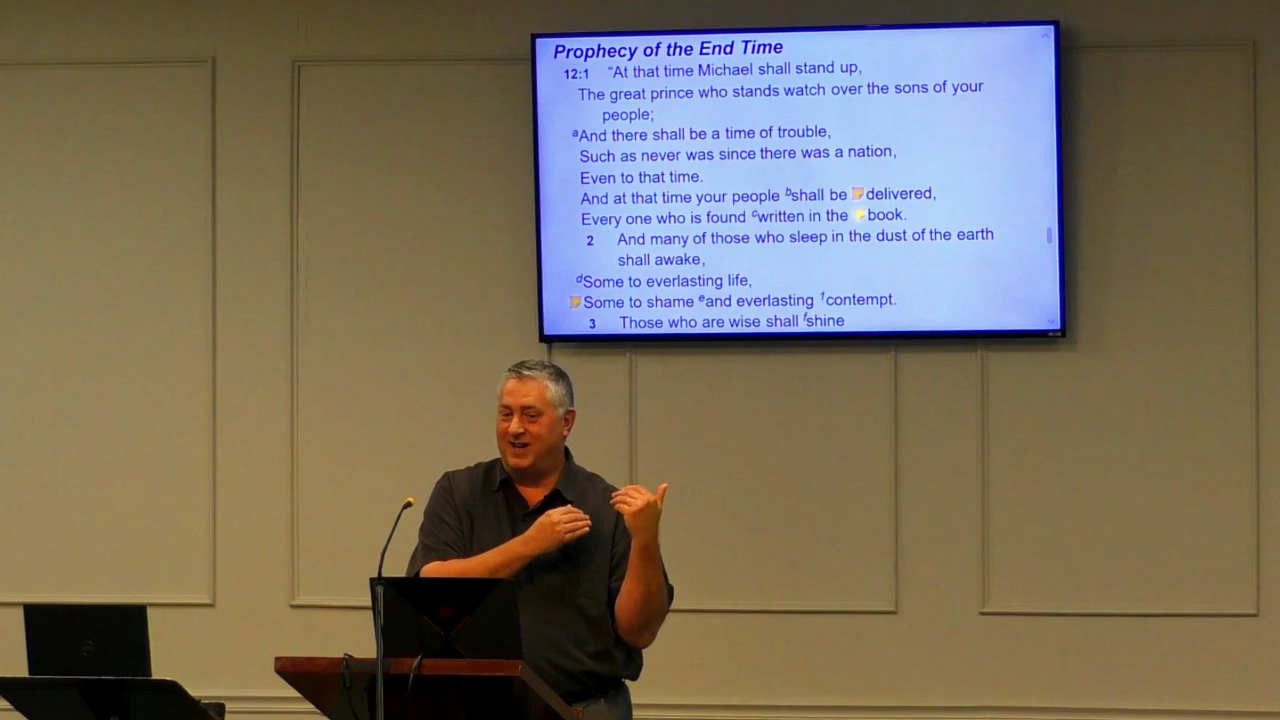 Prophecy of the End Time
12:1 “At that time Michael shall stand up,
The great prince who stands watch over the sons of your
people;
aAnd there shall be a time of trouble,
Such as never was since there was a nation,
Even to that time.
And at that time your people bshall be delivered,
Every one who is found cwritten in the book.
2 And many of those who sleep in the dust of the earth
shall awake,
dSome to everlasting life,
Some to shame eand everlasting 1contempt.
3 Those who are wise shall fshine